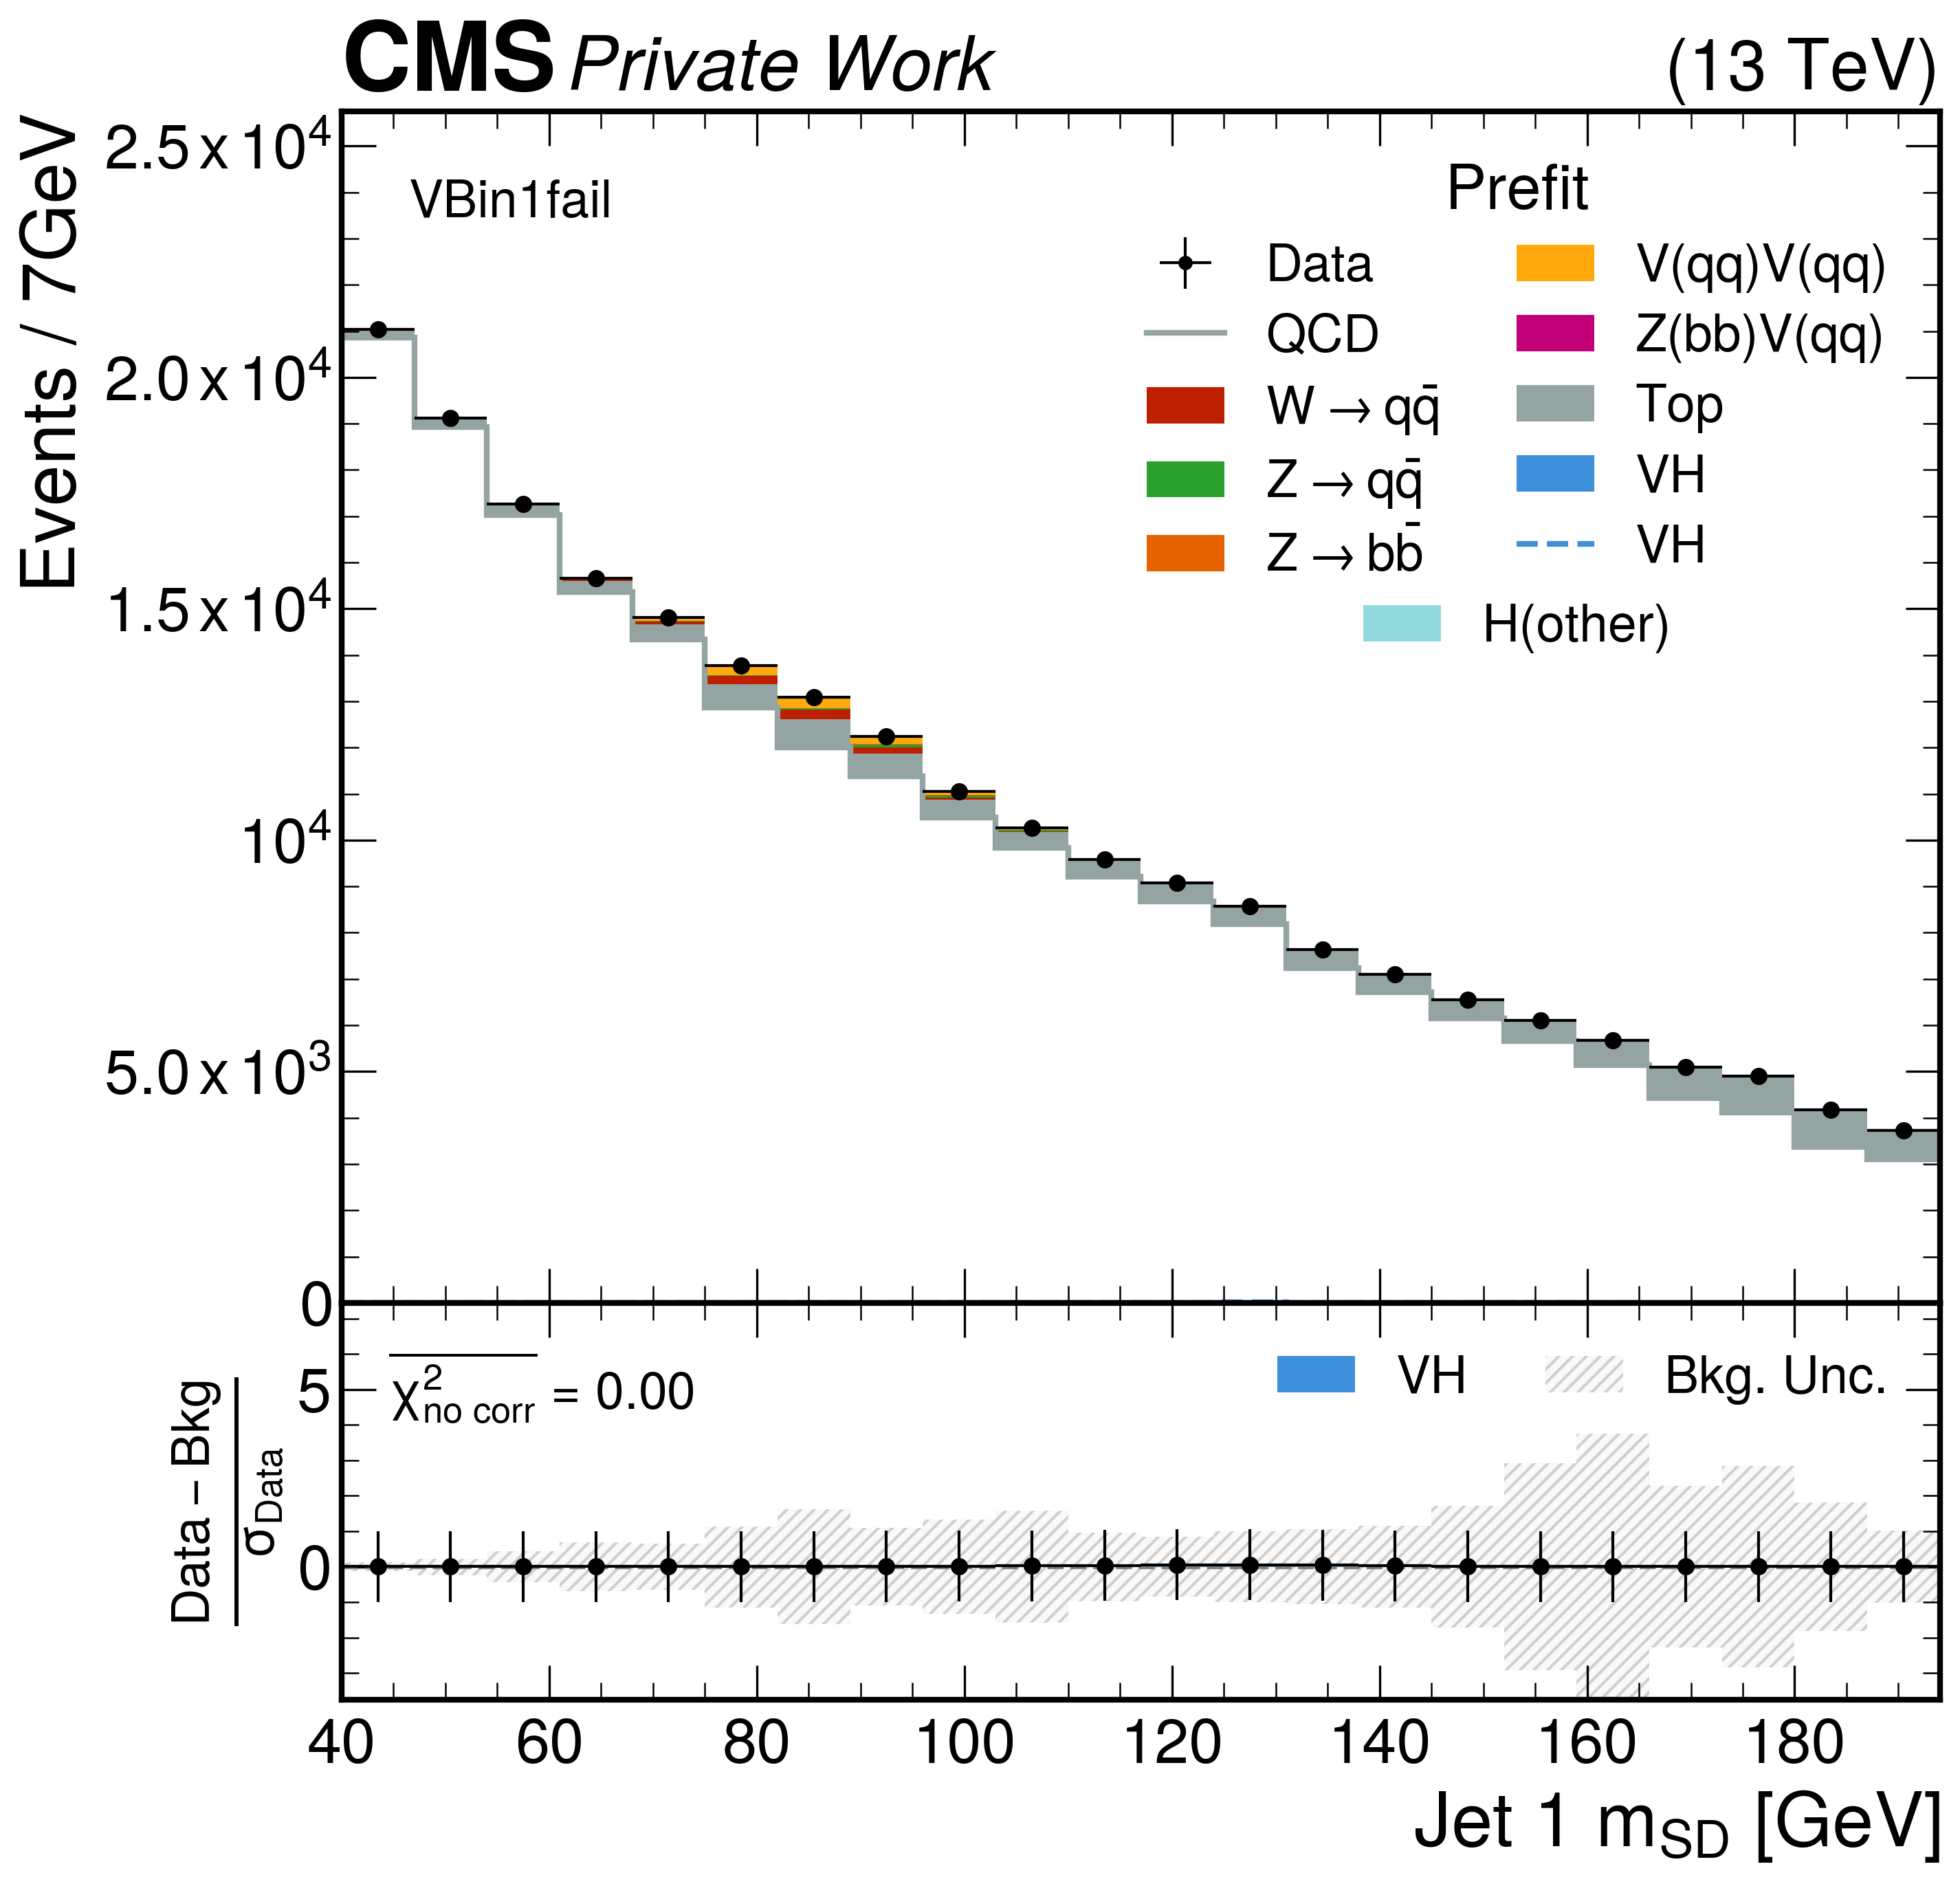 CMS Private Work (13 TeV)
Events / 7GeV
2.5 x 10⁴
2.0 x 10⁴
1.5 x 10⁴
10⁴
5.0 x 10³
0
VBin1fail
Prefit
Data
QCD
W → qq̄
Z → qq̄
Z → bb̄
V(qq)V(qq)
Z(bb)V(qq)
Top
VH
VH
H(other)
Data – Bkg
σ_Data
5
0
χ²_no corr = 0.00
VH
Bkg. Unc.
40 60 80 100 120 140 160 180
Jet 1 m_SD [GeV]